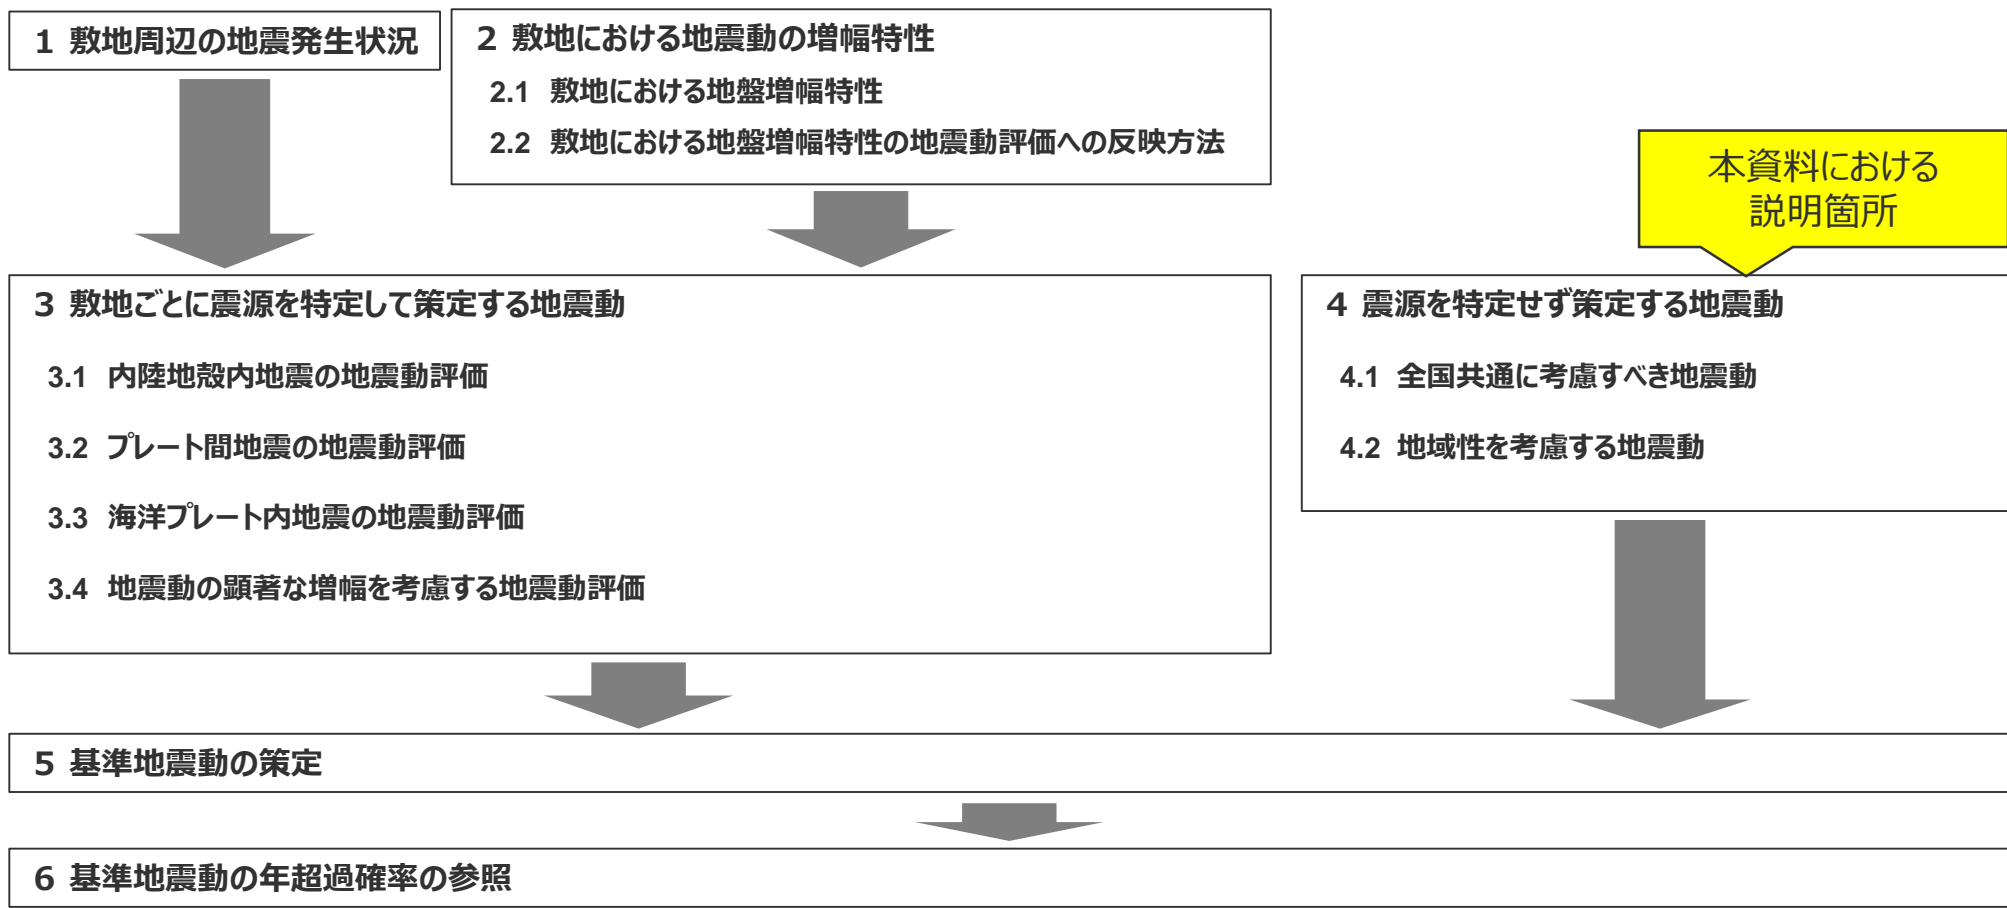 1 敷地周辺の地震発生状況
2 敷地における地震動の増幅特性
2.1 敷地における地盤増幅特性
2.2 敷地における地盤増幅特性の地震動評価への反映方法
本資料における
説明箇所
3 敷地ごとに震源を特定して策定する地震動
3.1 内陸地殻内地震の地震動評価
3.2 プレート間地震の地震動評価
3.3 海洋プレート内地震の地震動評価
3.4 地震動の顕著な増幅を考慮する地震動評価
4 震源を特定せず策定する地震動
4.1 全国共通に考慮すべき地震動
4.2 地域性を考慮する地震動
5 基準地震動の策定
6 基準地震動の年超過確率の参照